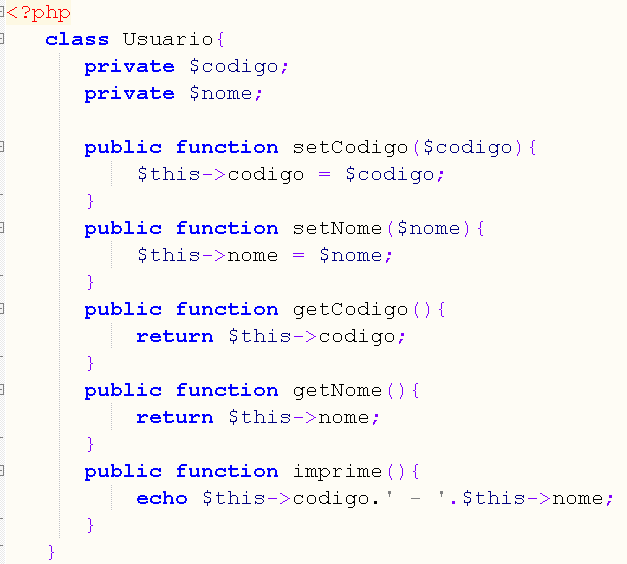 <?php
class Usuario{
private $codigo;
private $nome;
public function setCodigo($codigo){
$this->codigo = $codigo;
}
public function setNome($nome){
$this->nome = $nome;
}
public function getCodigo(){
return $this->codigo;
}
public function getNome(){
return $this->nome;
}
public function imprime(){
echo $this->codigo.' - '.$this->nome;
}
}